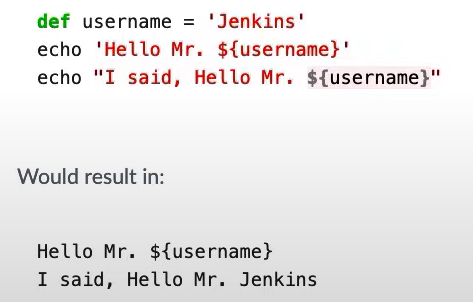 def username = 'Jenkins'
echo 'Hello Mr. ${username}'
echo "I said, Hello Mr. ${username}"
Would result in:
Hello Mr. ${username}
I said, Hello Mr. Jenkins